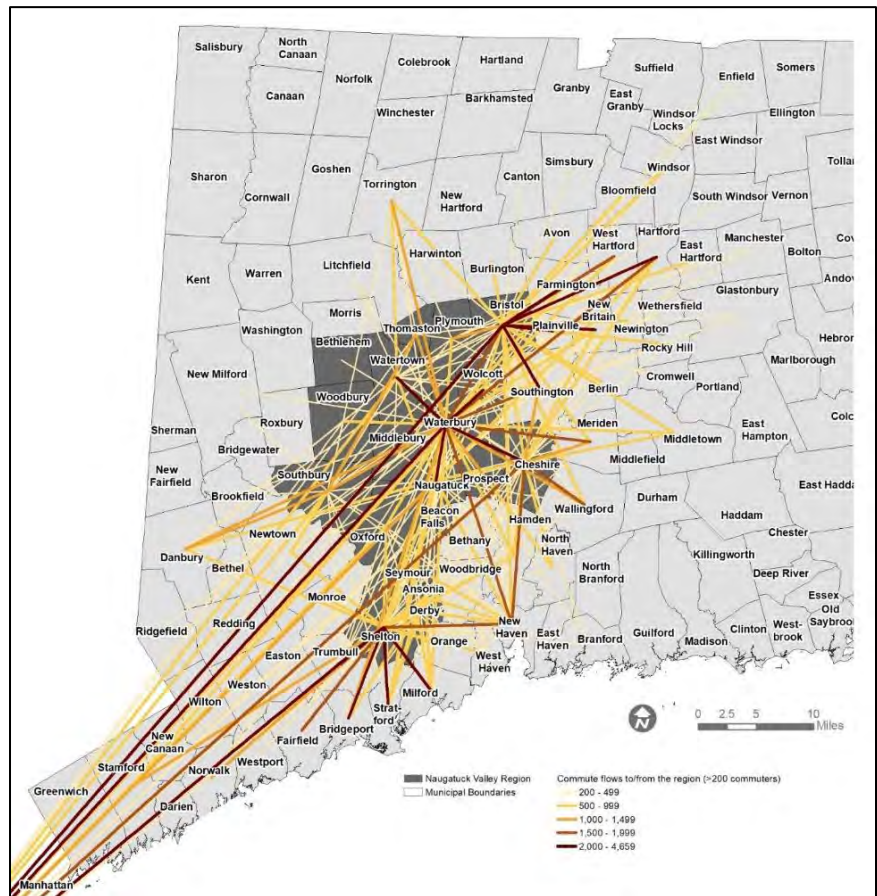 Salisbury
North
Canaan
Colebrook
Hartland
Suffield
Enfield
Somers
Norfolk
Granby
East
Granby
Canaan
Barkhamsted
Winchester
Windsor
Locks
Ellington
East Windsor
Sharon
Cornwall
Goshen
Torrington
New
Hartford
Canton
Simsbury
Bloomfield
Windsor
South Windsor
Vernon
Tolla
Kent
Warren
Litchfield
Harwinton
Burlington
Avon
West
Hartford
Hartford
East
Hartford
Manchester
Bolton
Cov
Andov
Morris
Bristol
Farmington
Glastonbury
Washington
Bethlehem
Thomaston
Plymouth
Plainville
New
Britain
Wethersfield
Newington
Hebron
New Milford
Watertown
Wolcott
Rocky Hill
Marlborough
Woodbury
Southington
Berlin
Cromwell
Portland
Sherman
Roxbury
Waterbury
Middlebury
Meriden
Middletown
East
Hampton
Colc
Bridgewater
New
Fairfield
Southbury
Cheshire
Middlefield
Brookfield
Naugatuck
Prospect
East Hadda
Beacon
Falls
Wallingford
Durham
Haddam
Newtown
Oxford
Bethany
Hamden
Danbury
Bethel
North
Haven
Killingworth
Chester
Seymour
Woodbridge
North
Branford
Deep River
Monroe
Ansonia
Derby
Essex
Old
Saybrook
Ridgefield
Redding
Shelton
New
Haven
East
Haven
Branford
Guilford
Madison
Clinton
West-
brook
Easton
Trumbull
Orange
West
Haven
Weston
Milford
Wilton
Strat-
ford
Bridgeport
Fairfield
New
Canaan
Stamford
Norwalk
Westport
Greenwich
Darien
Manhattan
N
0 2.5 5 10
Miles
Naugatuck Valley Region
Municipal Boundaries
Commute flows to/from the region (>200 commuters)
200 - 499
500 - 999
1,000 - 1,499
1,500 - 1,999
2,000 - 4,659